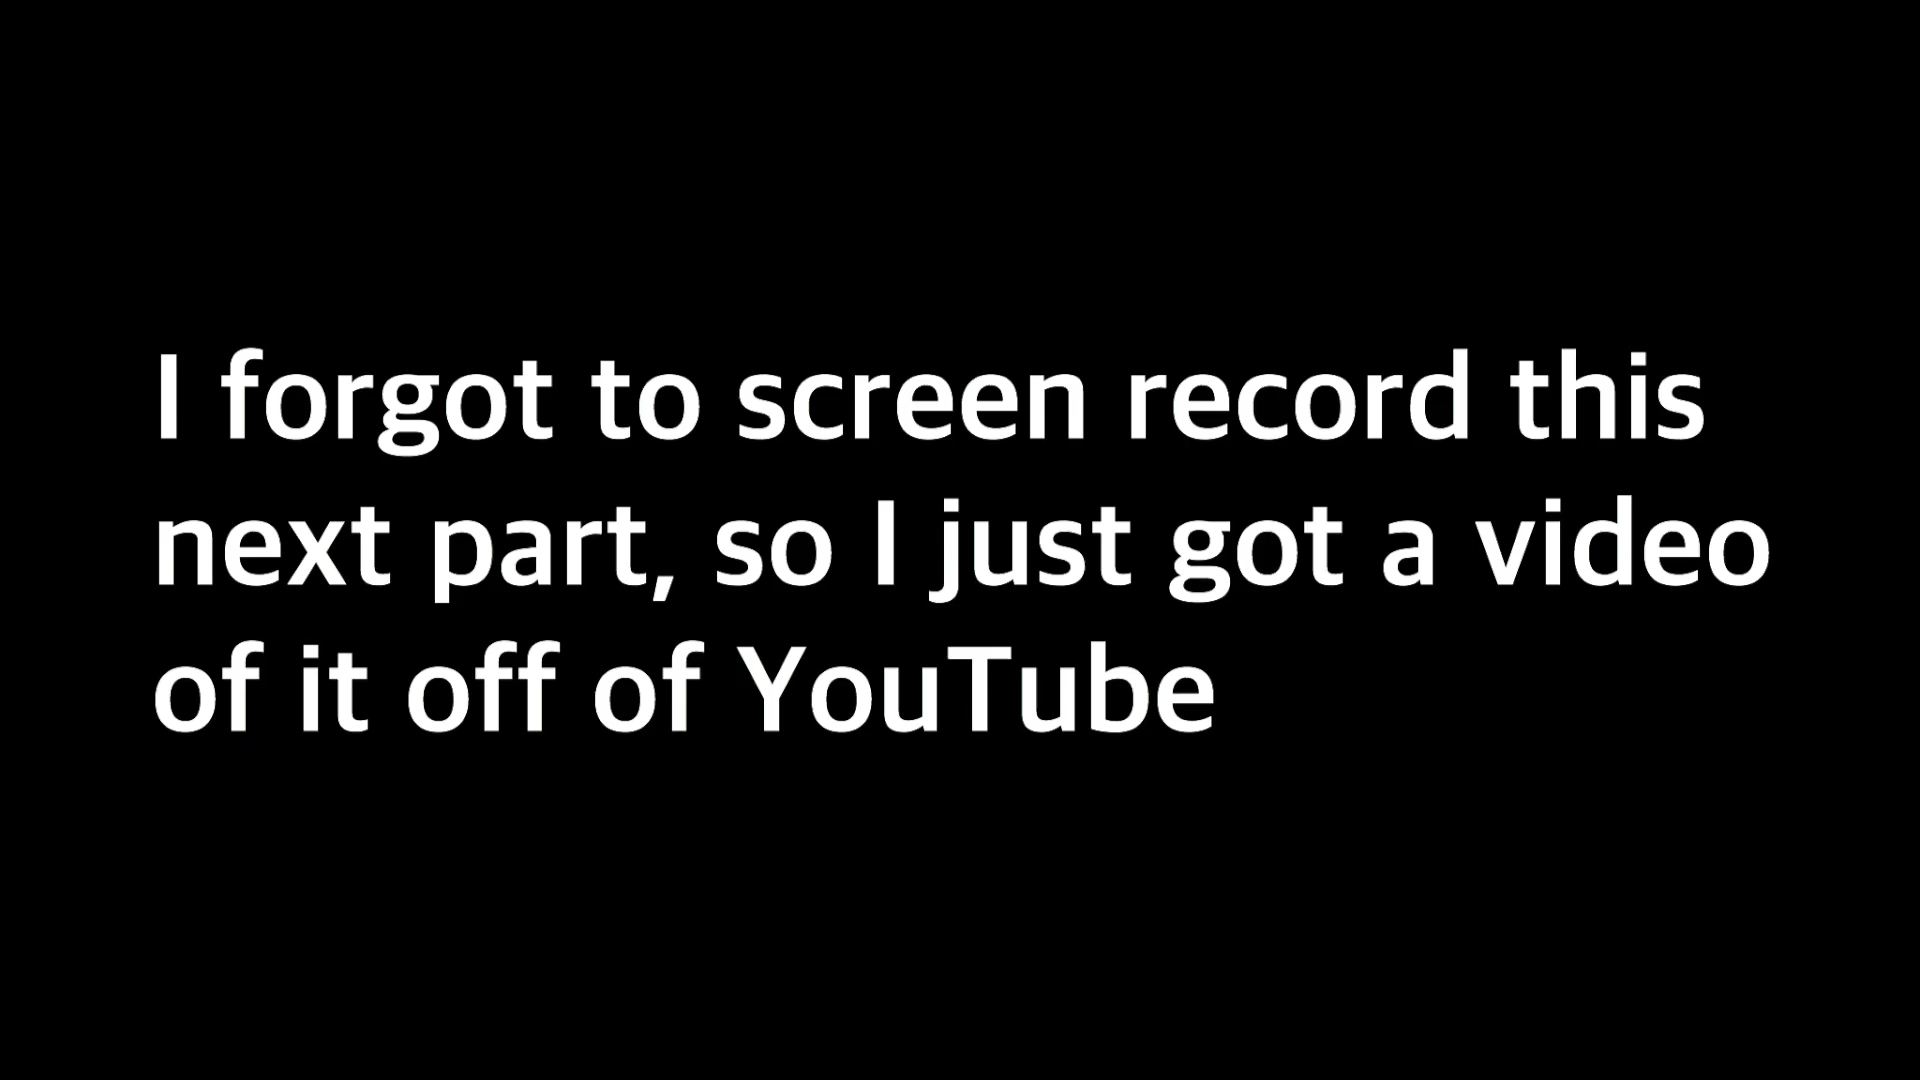 I forgot to screen record this
next part, so I just got a video
of it off of YouTube